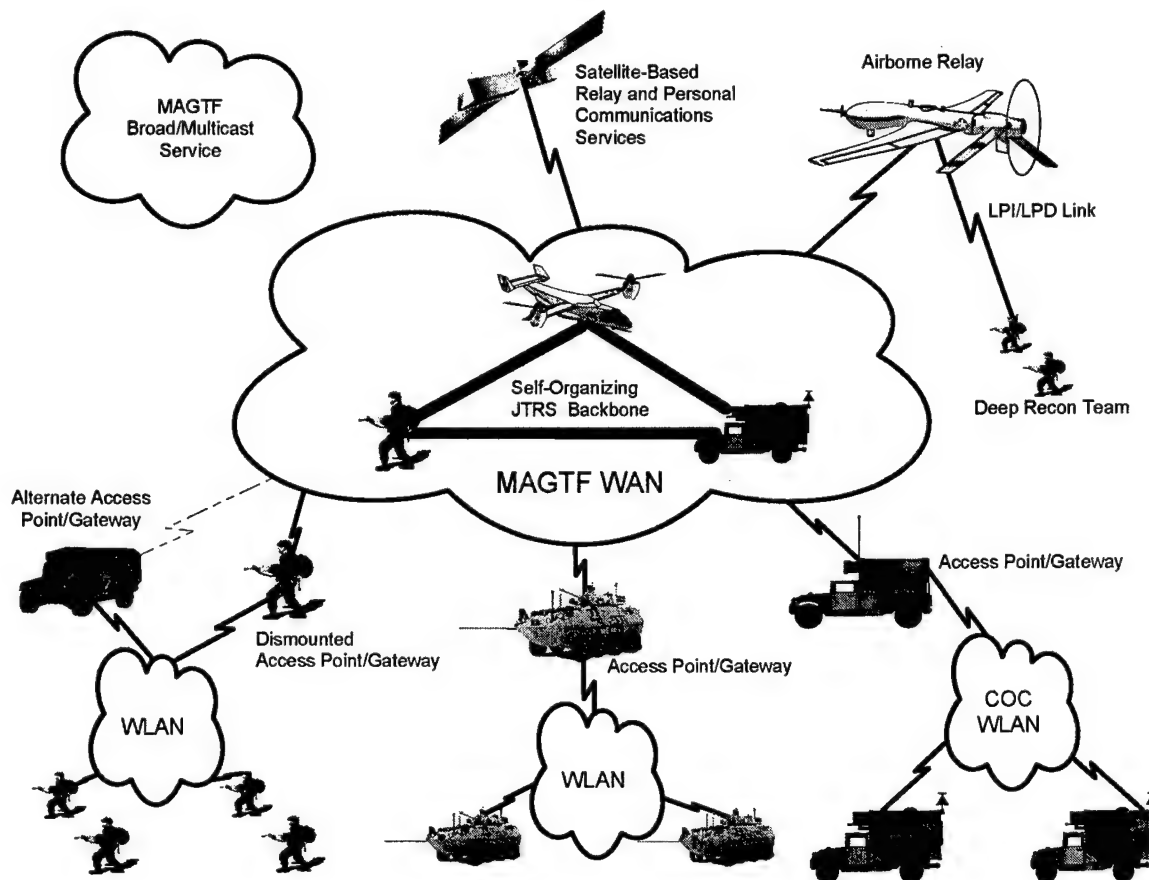 MAGTF
Broad/Multicast
Service
Satellite-Based
Relay and Personal
Communications
Services
Airborne Relay
LPI/LPD Link
Deep Recon Team
Self-Organizing
JTRS Backbone
MAGTF WAN
Alternate Access
Point/Gateway
Dismounted
Access Point/Gateway
Access Point/Gateway
Access Point/Gateway
WLAN
WLAN
COC
WLAN